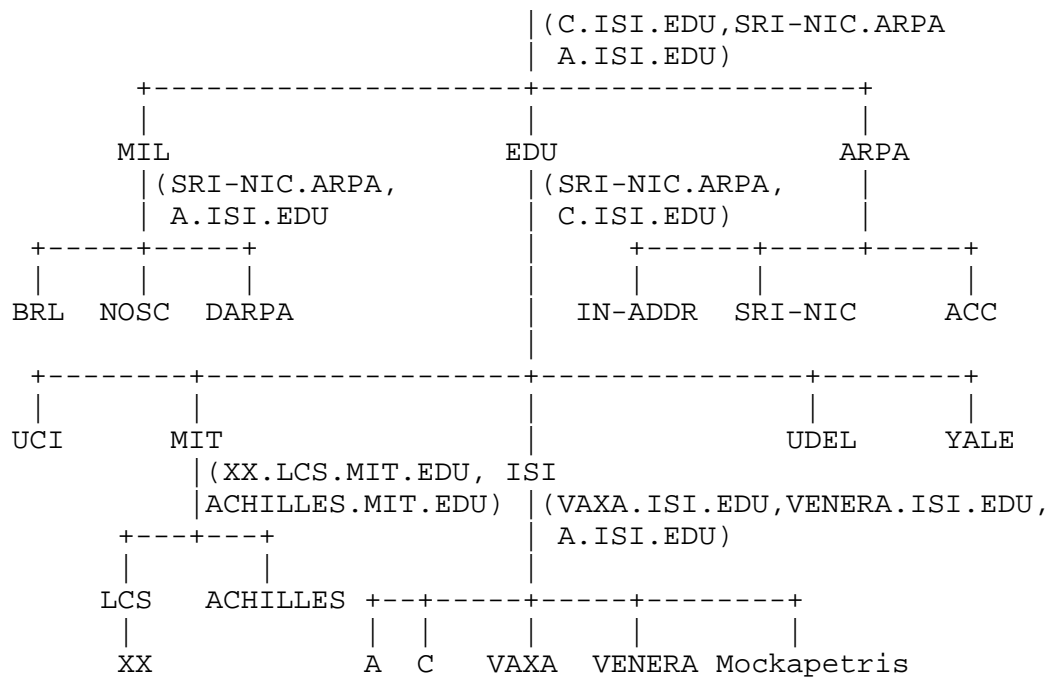 |(C.ISI.EDU,SRI-NIC.ARPA
| A.ISI.EDU)
+---------------------+------------------+
| | |
MIL EDU ARPA
|(SRI-NIC.ARPA, |(SRI-NIC.ARPA, |
| A.ISI.EDU | C.ISI.EDU) |
+-----+-----+ | +------+-----+-----+
| | | | | | |
BRL NOSC DARPA | IN-ADDR SRI-NIC ACC
|
+--------+------------------+---------------+--------+
| | | | |
UCI MIT | UDEL YALE
|(XX.LCS.MIT.EDU, ISI
|ACHILLES.MIT.EDU) |(VAXA.ISI.EDU,VENERA.ISI.EDU,
+---+---+ | A.ISI.EDU)
| | |
LCS ACHILLES +--+-----+-----+--------+
| | | | | |
XX A C VAXA VENERA Mockapetris